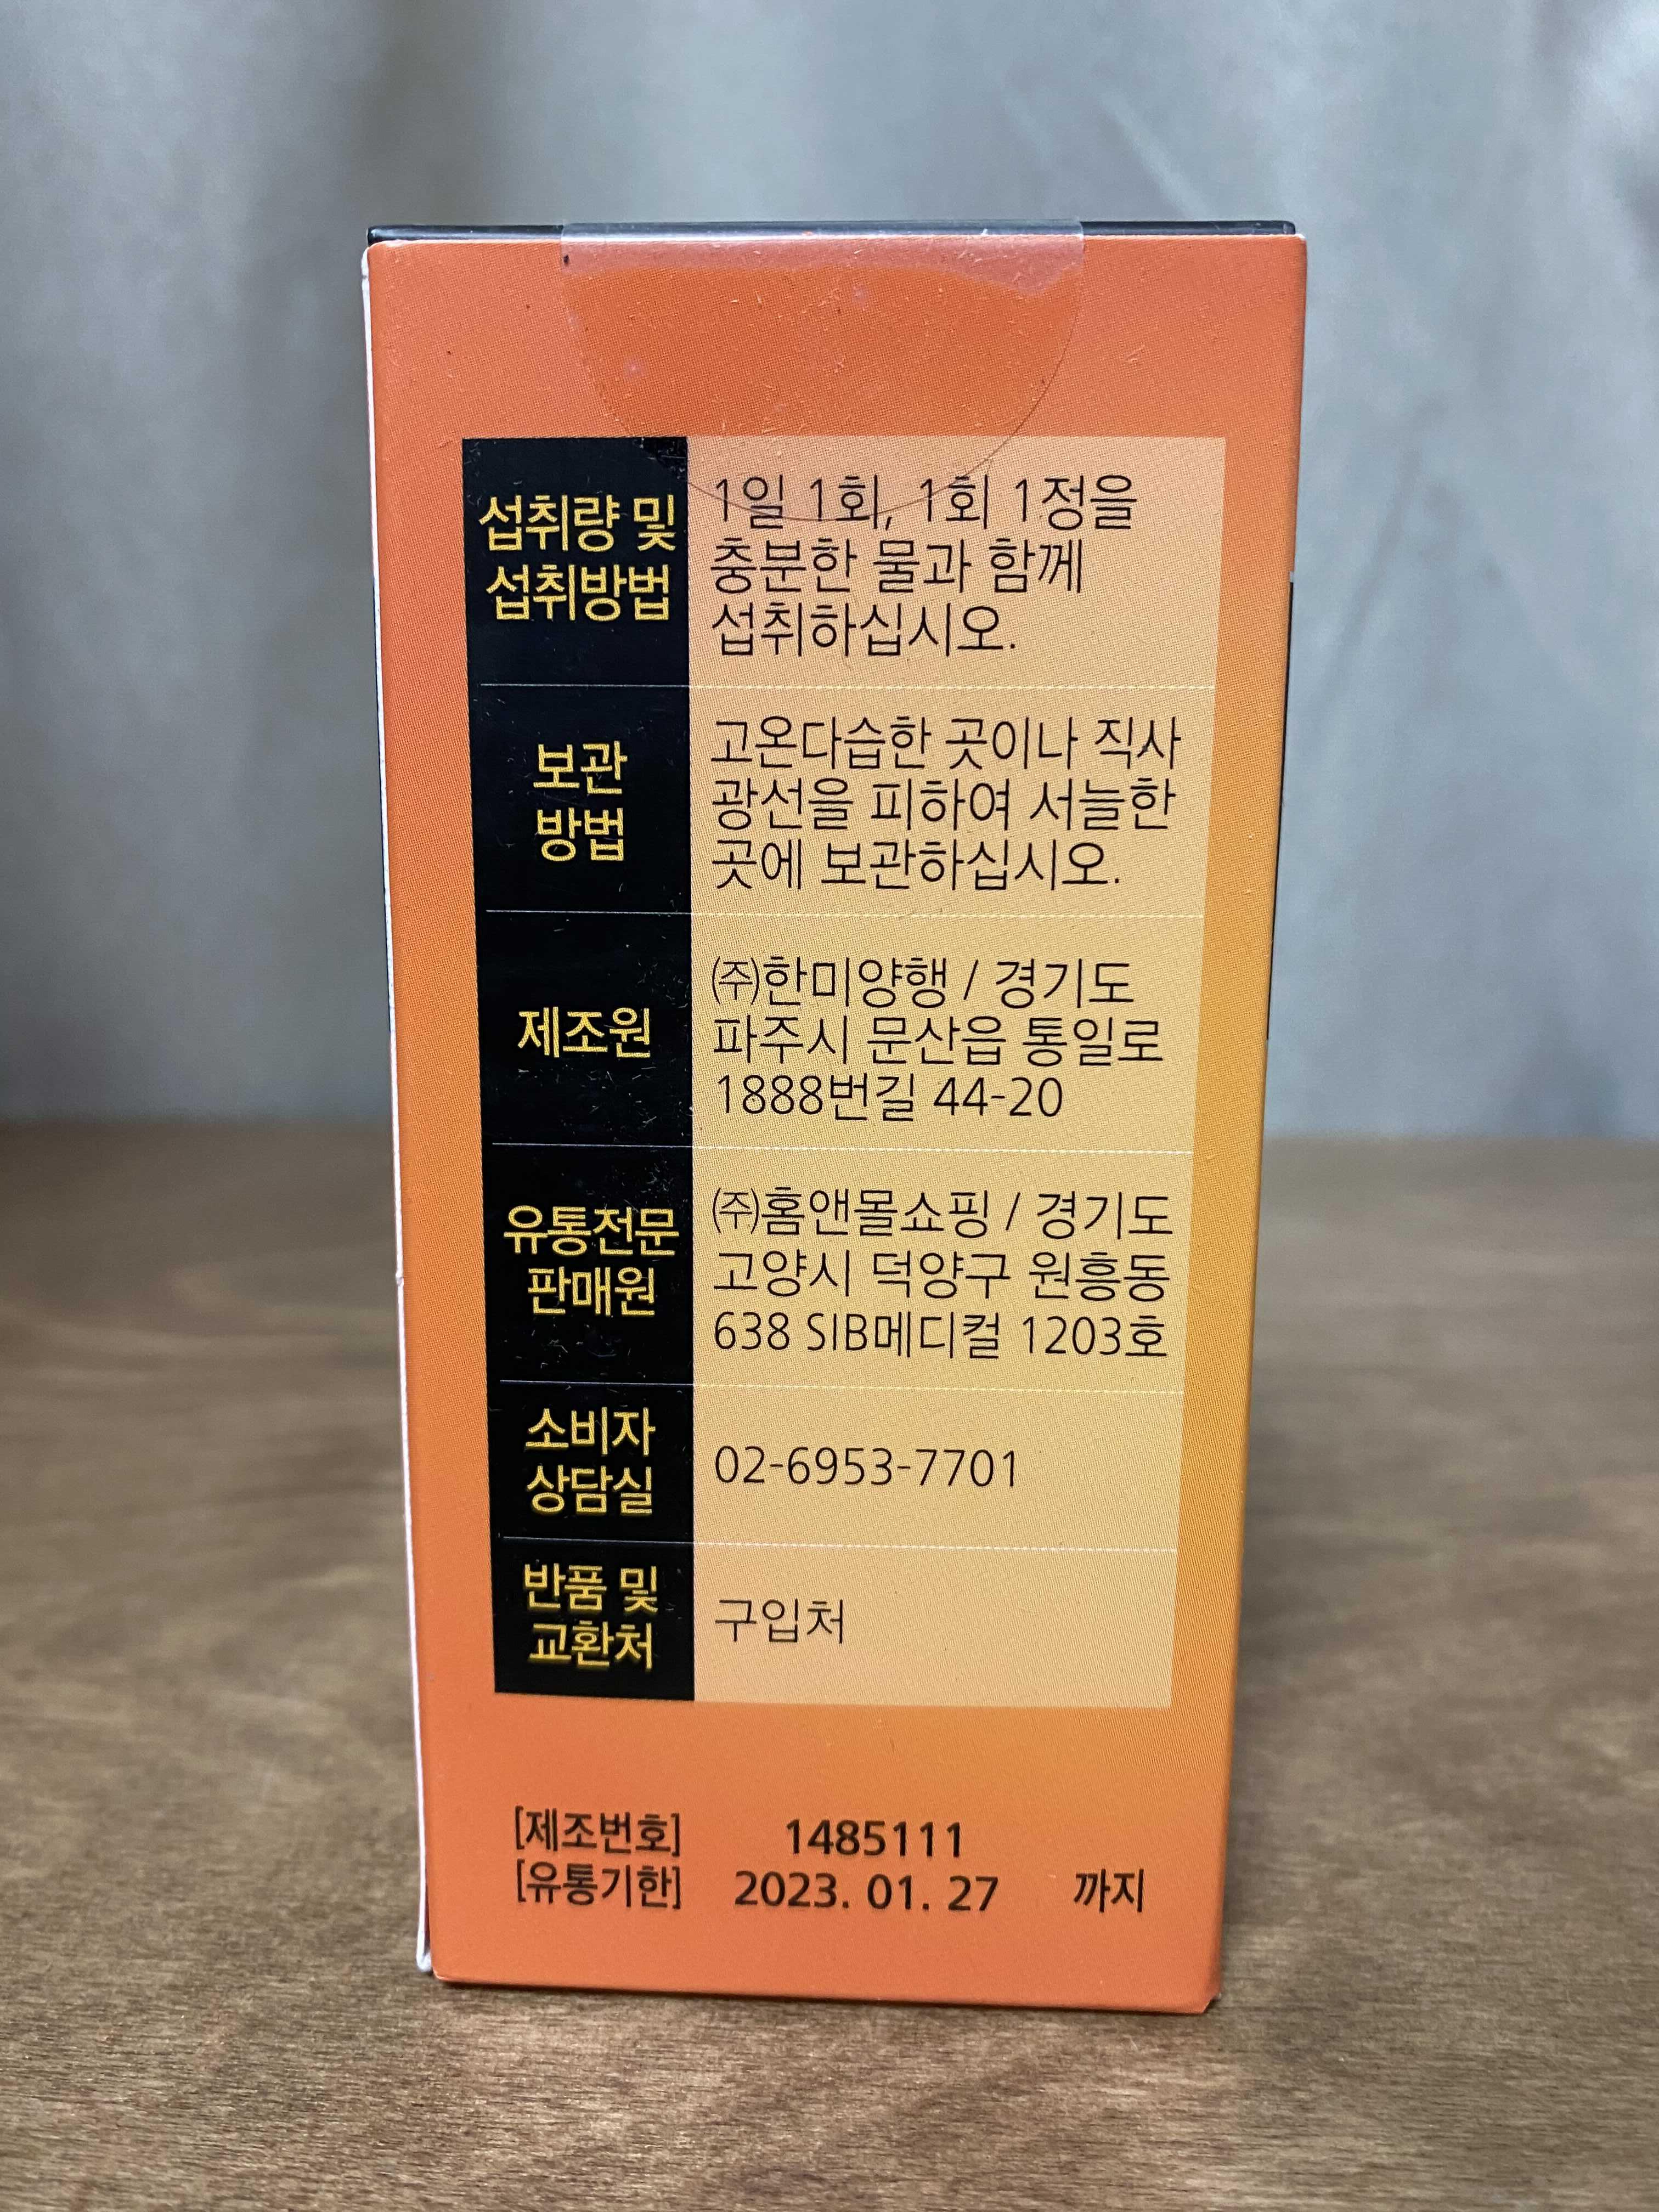 섭취량 및
섭취방법
1일 1회, 1회 1정을
충분한 물과 함께
섭취하십시오.
보관
방법
고온다습한 곳이나 직사
광선을 피하여 서늘한
곳에 보관하십시오.
제조원
㈜한미양행 / 경기도
파주시 문산읍 통일로
1888번길 44-20
유통전문
판매원
㈜홈앤몰쇼핑 / 경기도
고양시 덕양구 원흥동
638 SIB메디컬 1203호
소비자
상담실
02-6953-7701
반품 및
교환처
구입처
[제조번호] 1485111
[유통기한] 2023. 01. 27 까지